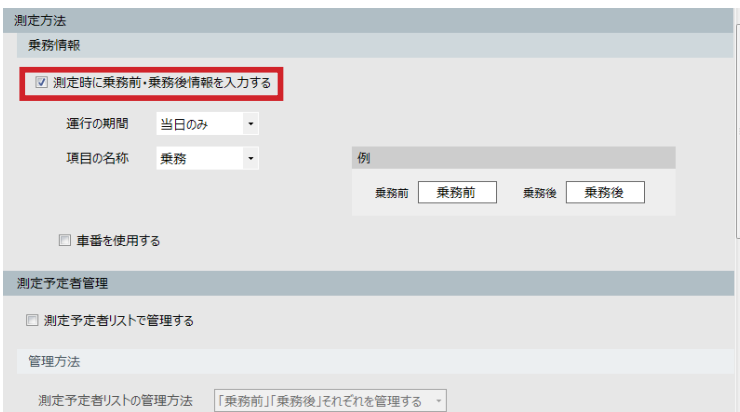 測定方法
乗務情報
測定時に乗務前・乗務後情報を入力する
運行の期間 当日のみ
項目の名称 乗務
例
乗務前 乗務前 乗務後 乗務後
車番を使用する
測定予定者管理
測定予定者リストで管理する
管理方法
測定予定者リストの管理方法 「乗務前」「乗務後」それぞれを管理する